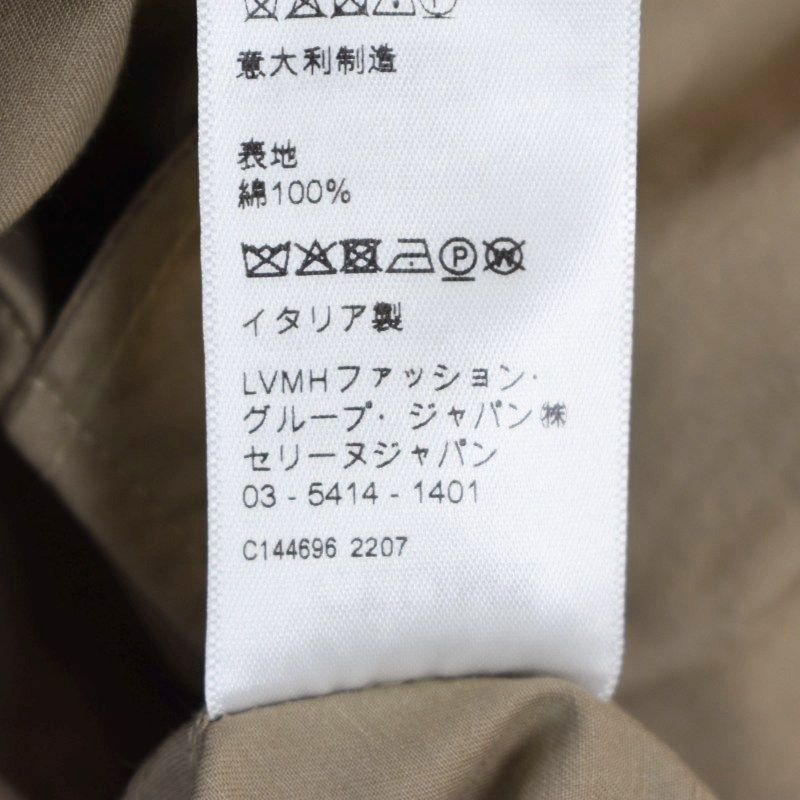 意大利制造
表地
綿100%
イタリア製
LVMHファッション·
グループ· ジャパン㈱
セリーヌジャパン
03 - 5414 - 1401
C144696 2207